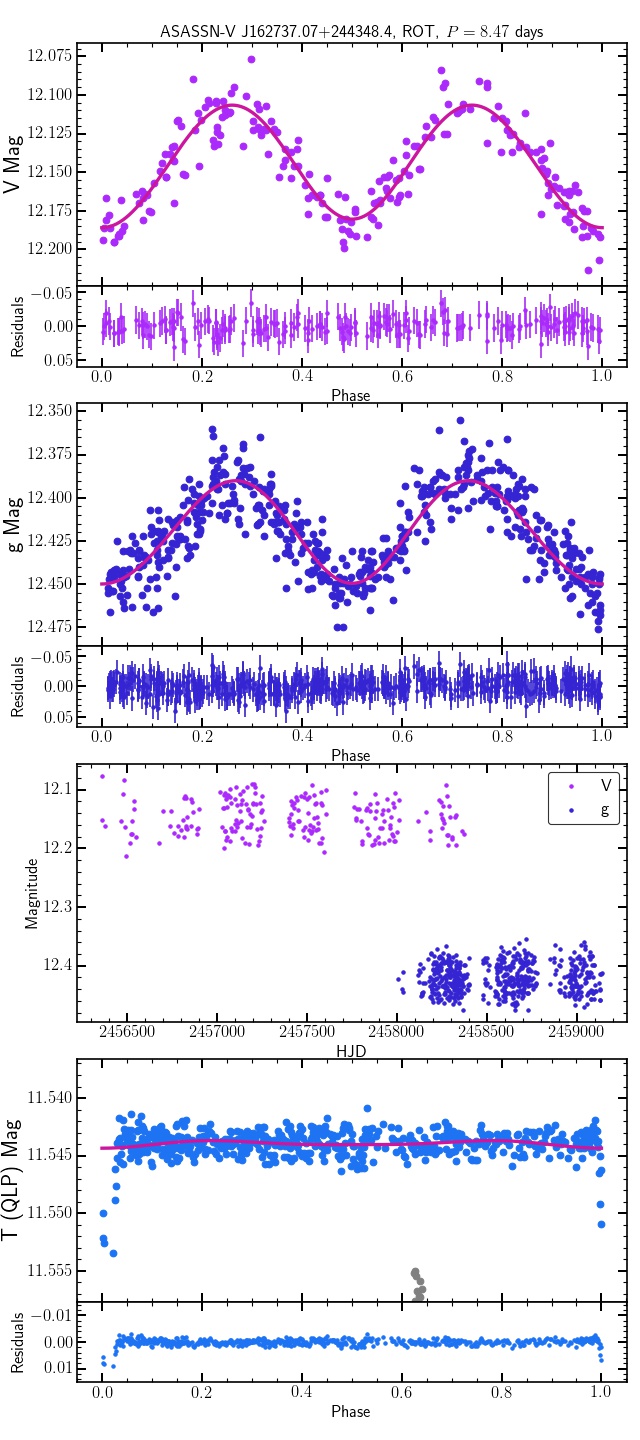 ASASSN-V J162737.07+244348.4, ROT, P = 8.47 days
12.075
12.100
12.125
12.150
12.175
12.200
V Mag
−0.05
0.00
0.05
Residuals
0.0 0.2 0.4 0.6 0.8 1.0
Phase
12.350
12.375
12.400
12.425
12.450
12.475
g Mag
−0.05
0.00
0.05
Residuals
0.0 0.2 0.4 0.6 0.8 1.0
Phase
12.1
12.2
12.3
12.4
Magnitude
V
g
2456500 2457000 2457500 2458000 2458500 2459000
HJD
11.540
11.545
11.550
11.555
T (QLP) Mag
−0.01
0.00
0.01
Residuals
0.0 0.2 0.4 0.6 0.8 1.0
Phase